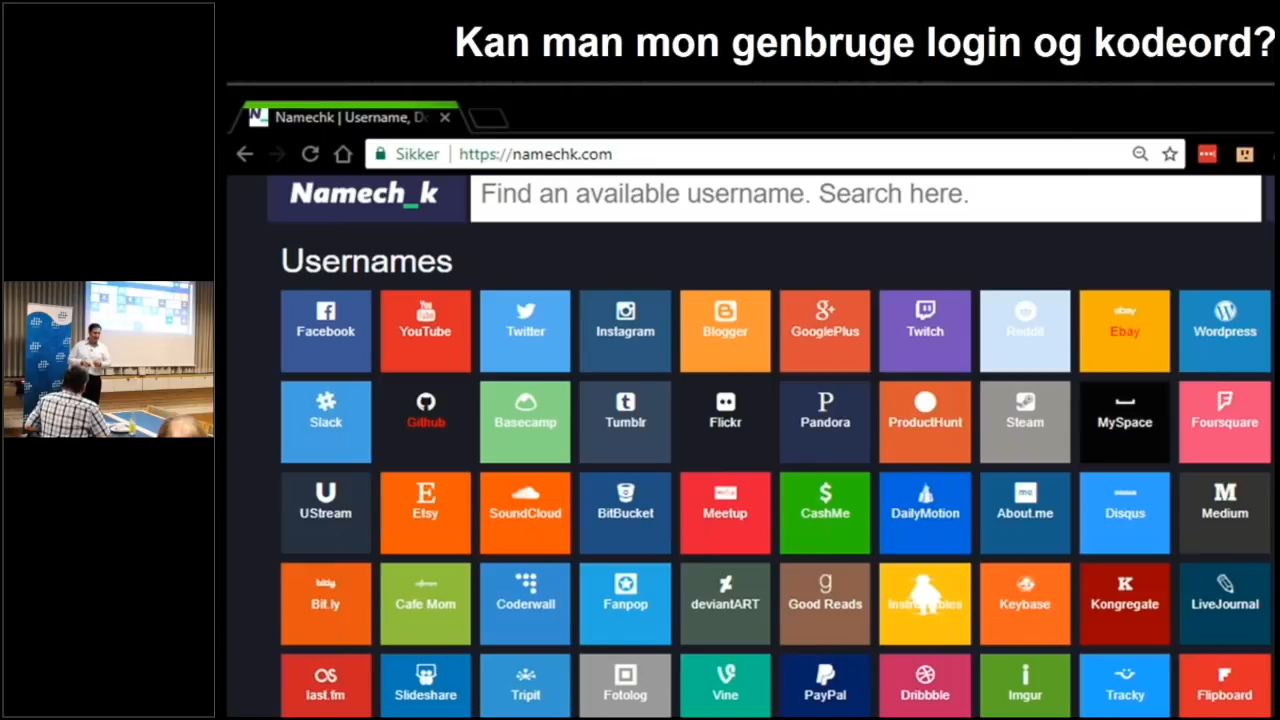 Kan man mon genbruge login og kodeord?
Namechk | Username, Do
Sikker https://namechk.com
Namech_k Find an available username. Search here.
Usernames
Facebook YouTube Twitter Instagram Blogger GooglePlus Twitch Reddit Ebay Wordpress
Slack Github Basecamp Tumblr Flickr Pandora ProductHunt Steam MySpace Foursquare
UStream Etsy SoundCloud BitBucket Meetup CashMe DailyMotion About.me Disqus Medium
Bit.ly Cafe Mom Coderwall Fanpop deviantART Good Reads Instructables Keybase Kongregate LiveJournal
last.fm Slideshare Tripit Fotolog Vine PayPal Dribbble Imgur Tracky Flipboard